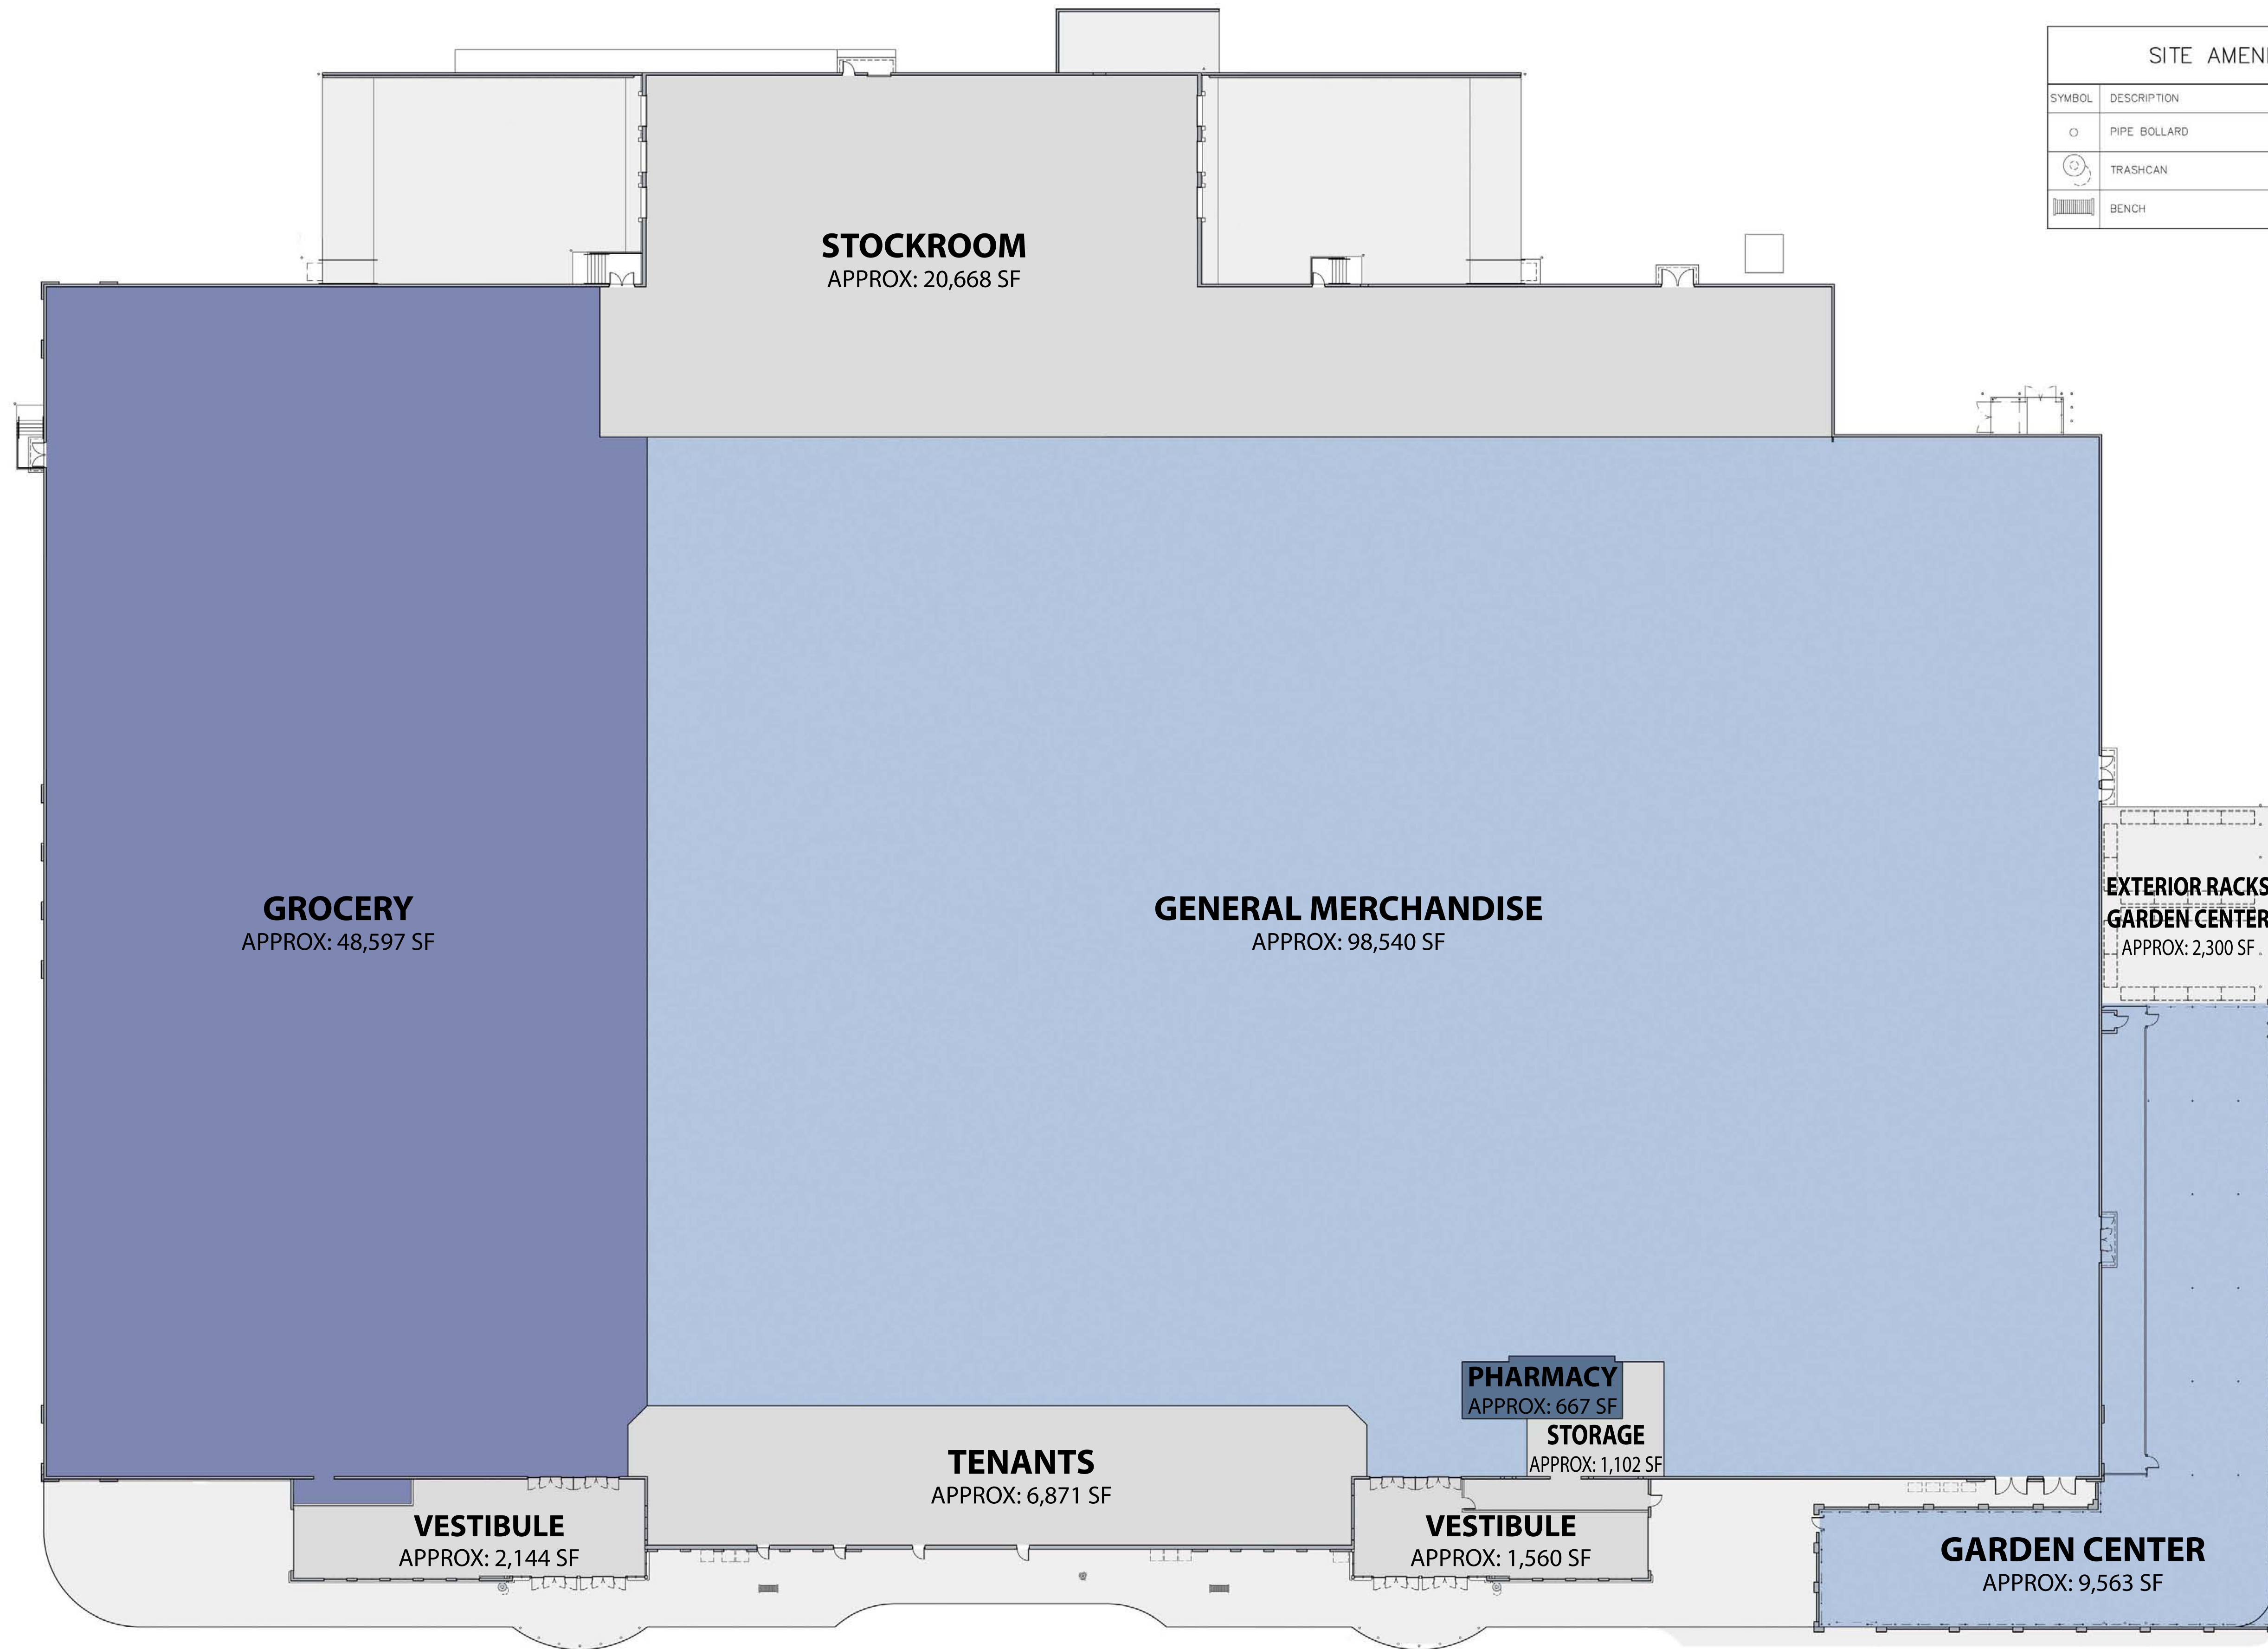 SITE AMENI
SYMBOL DESCRIPTION
PIPE BOLLARD
TRASHCAN
BENCH
STOCKROOM
APPROX: 20,668 SF
GROCERY
APPROX: 48,597 SF
GENERAL MERCHANDISE
APPROX: 98,540 SF
EXTERIOR RACKS
GARDEN CENTER
APPROX: 2,300 SF
PHARMACY
APPROX: 667 SF
STORAGE
APPROX: 1,102 SF
TENANTS
APPROX: 6,871 SF
VESTIBULE
APPROX: 2,144 SF
VESTIBULE
APPROX: 1,560 SF
GARDEN CENTER
APPROX: 9,563 SF